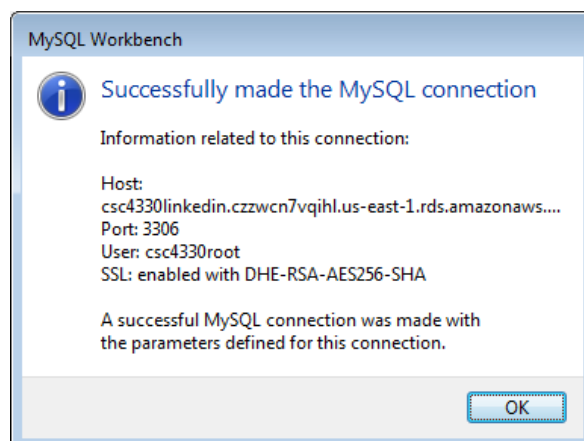 MySQL Workbench
Successfully made the MySQL connection
Information related to this connection:
Host:
csc4330linkedin.czzwcn7vqihl.us-east-1.rds.amazonaws....
Port: 3306
User: csc4330root
SSL: enabled with DHE-RSA-AES256-SHA
A successful MySQL connection was made with
the parameters defined for this connection.
OK